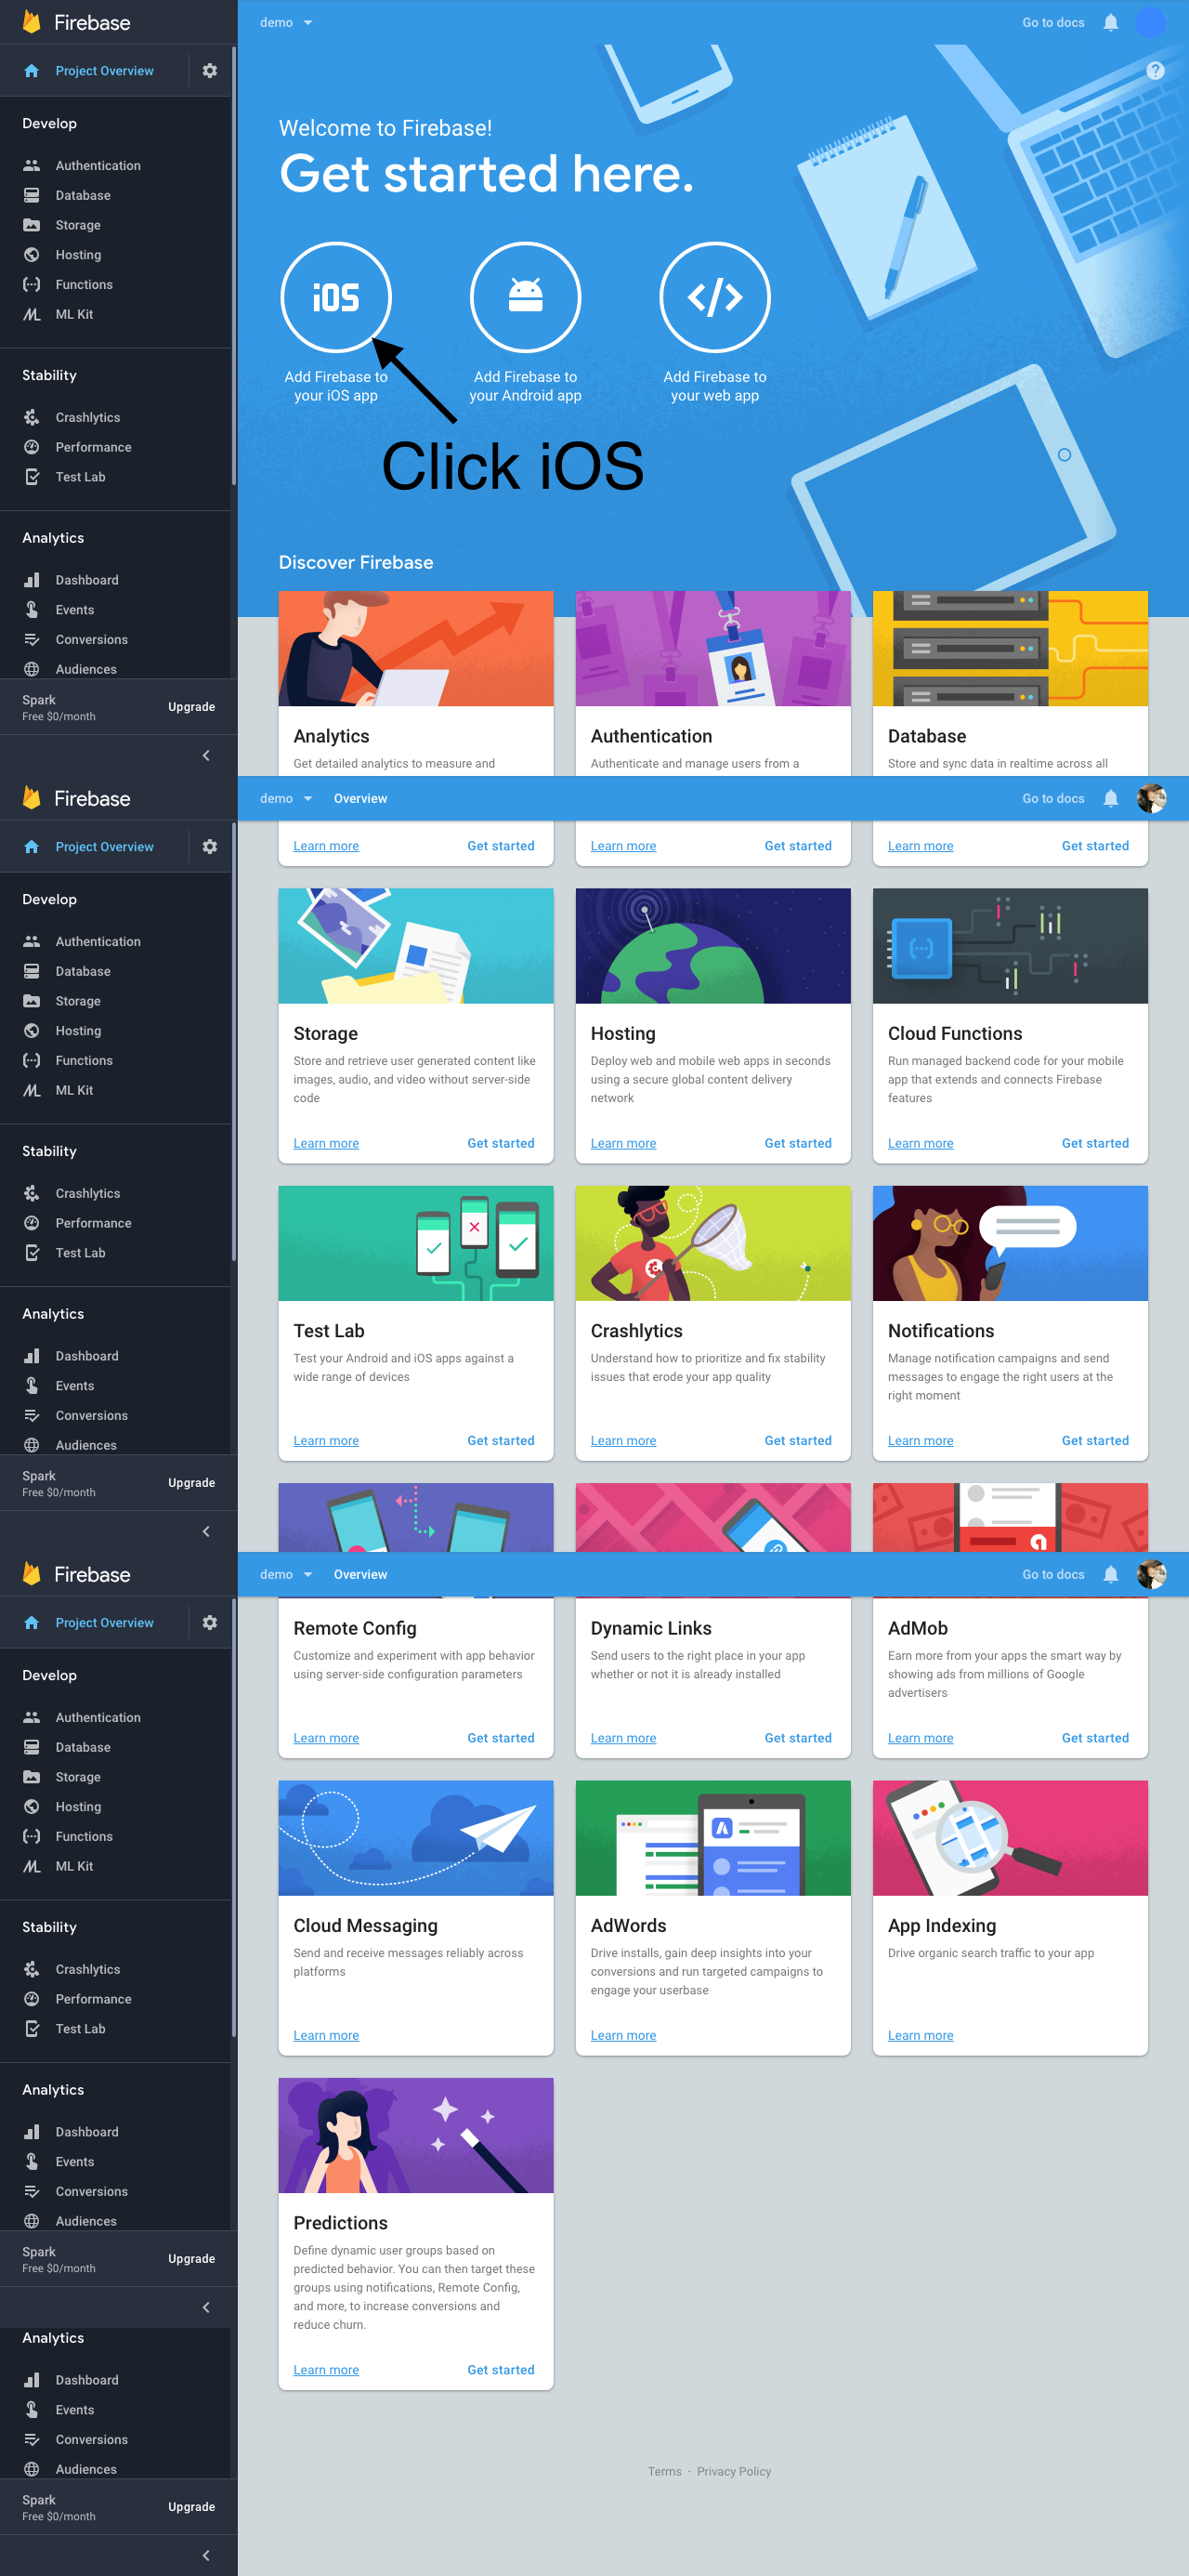 Firebase
Project Overview
Develop
Authentication
Database
Storage
Hosting
Functions
ML Kit
Stability
Crashlytics
Performance
Test Lab
Analytics
Dashboard
Events
Conversions
Audiences
Spark
Free $0/month
Upgrade
demo
Go to docs
Welcome to Firebase!
Get started here.
iOS
Add Firebase to
your iOS app
Add Firebase to
your Android app
Add Firebase to
your web app
Click iOS
Discover Firebase
Analytics
Get detailed analytics to measure and
Authentication
Authenticate and manage users from a
Database
Store and sync data in realtime across all
Firebase
Project Overview
Develop
Authentication
Database
Storage
Hosting
Functions
ML Kit
Stability
Crashlytics
Performance
Test Lab
Analytics
Dashboard
Events
Conversions
Audiences
Spark
Free $0/month
Upgrade
demo
Overview
Go to docs
Learn more
Get started
Learn more
Get started
Learn more
Get started
Storage
Store and retrieve user generated content like
images, audio, and video without server-side
code
Learn more
Get started
Hosting
Deploy web and mobile web apps in seconds
using a secure global content delivery
network
Learn more
Get started
Cloud Functions
Run managed backend code for your mobile
app that extends and connects Firebase
features
Learn more
Get started
Test Lab
Test your Android and iOS apps against a
wide range of devices
Learn more
Get started
Crashlytics
Understand how to prioritize and fix stability
issues that erode your app quality
Learn more
Get started
Notifications
Manage notification campaigns and send
messages to engage the right users at the
right moment
Learn more
Get started
Firebase
Project Overview
Develop
Authentication
Database
Storage
Hosting
Functions
ML Kit
Stability
Crashlytics
Performance
Test Lab
Analytics
Dashboard
Events
Conversions
Audiences
Spark
Free $0/month
Upgrade
demo
Overview
Go to docs
Remote Config
Customize and experiment with app behavior
using server-side configuration parameters
Learn more
Get started
Dynamic Links
Send users to the right place in your app
whether or not it is already installed
Learn more
Get started
AdMob
Earn more from your apps the smart way by
showing ads from millions of Google
advertisers
Learn more
Get started
Cloud Messaging
Send and receive messages reliably across
platforms
Learn more
AdWords
Drive installs, gain deep insights into your
conversions and run targeted campaigns to
engage your userbase
Learn more
App Indexing
Drive organic search traffic to your app
Learn more
Predictions
Define dynamic user groups based on
predicted behavior. You can then target these
groups using notifications, Remote Config,
and more, to increase conversions and
reduce churn.
Learn more
Get started
Analytics
Dashboard
Events
Conversions
Audiences
Spark
Free $0/month
Upgrade
Terms · Privacy Policy